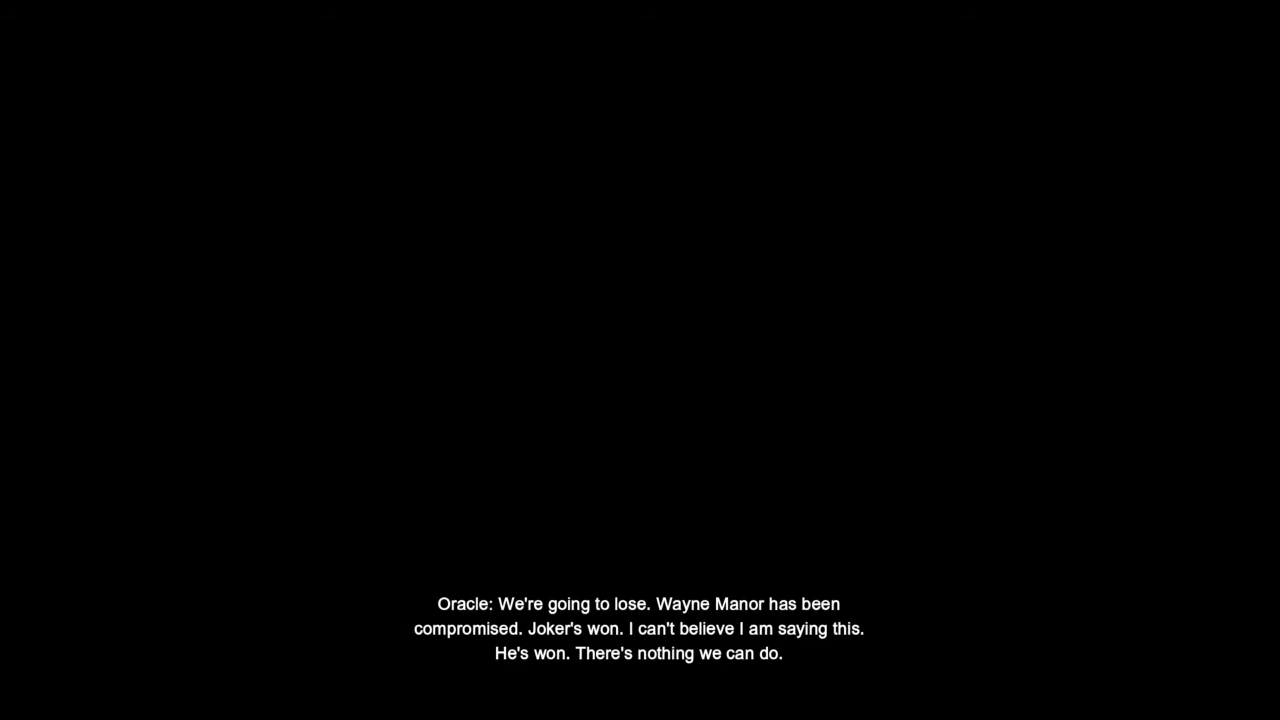 Oracle: We're going to lose. Wayne Manor has been
compromised. Joker's won. I can't believe I am saying this.
He's won. There's nothing we can do.